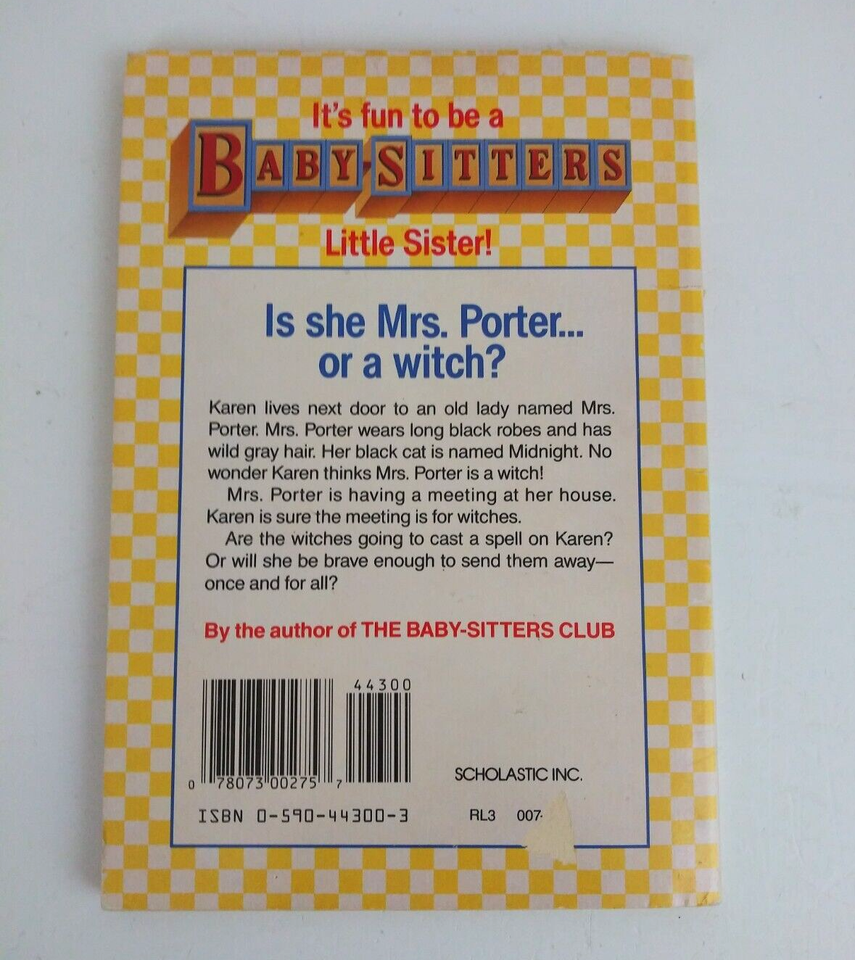 It's fun to be a
BABY-SITTERS
Little Sister!
Is she Mrs. Porter...
or a witch?
Karen lives next door to an old lady named Mrs.
Porter. Mrs. Porter wears long black robes and has
wild gray hair. Her black cat is named Midnight. No
wonder Karen thinks Mrs. Porter is a witch!
Mrs. Porter is having a meeting at her house.
Karen is sure the meeting is for witches.
Are the witches going to cast a spell on Karen?
Or will she be brave enough to send them away—
once and for all?
By the author of THE BABY-SITTERS CLUB
44300
0 78073 00275 7
SCHOLASTIC INC.
ISBN 0-590-44300-3
RL3 007-